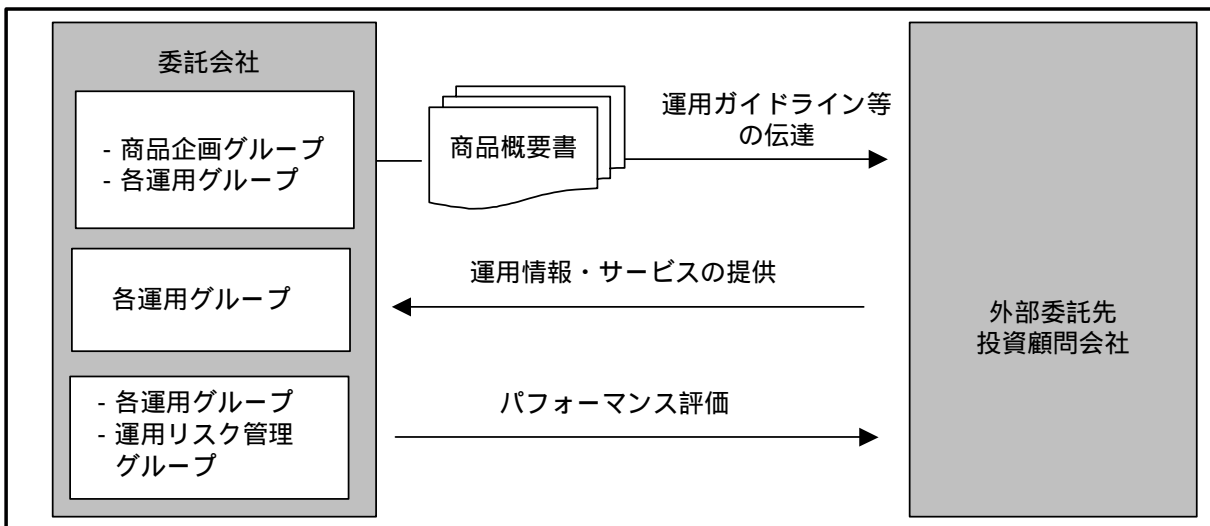 委託会社
- 商品企画グループ
- 各運用グループ
商品概要書
運用ガイドライン等
の伝達
各運用グループ
運用情報・サービスの提供
- 各運用グループ
- 運用リスク管理
グループ
パフォーマンス評価
外部委託先
投資顧問会社